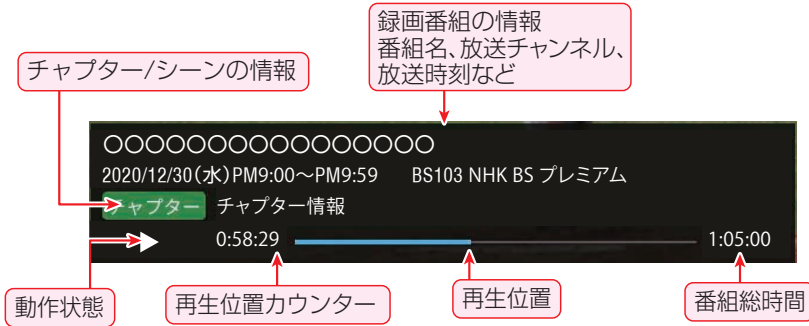 録画番組の情報
番組名、放送チャンネル、
放送時刻など
チャプター/シーンの情報
○○○○○○○○○○○○○○○○
2020/12/30(水)PM9:00～PM9:59 BS103 NHK BS プレミアム
チャプター チャプター情報
0:58:29 1:05:00
動作状態 再生位置カウンター 再生位置 番組総時間